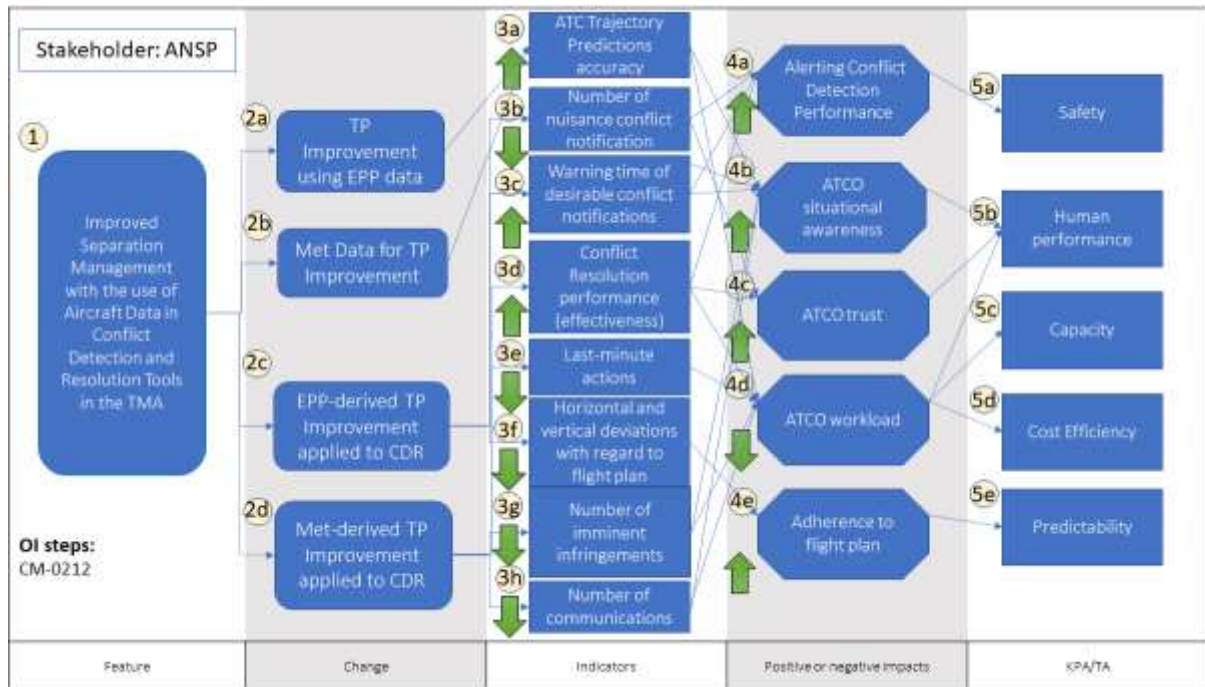 Stakeholder: ANSP
1
Improved
Separation
Management
with the use of
Aircraft Data in
Conflict
Detection and
Resolution Tools
in the TMA
OI steps:
CM-0212
2a
TP
Improvement
using EPP data
2b
Met Data for TP
Improvement
2c
EPP-derived TP
Improvement
applied to CDR
2d
Met-derived TP
Improvement
applied to CDR
3a
ATC Trajectory
Predictions
accuracy
3b
Number of
nuisance conflict
notification
3c
Warning time of
desirable conflict
notifications
3d
Conflict
Resolution
performance
(effectiveness)
3e
Last-minute
actions
3f
Horizontal and
vertical deviations
with regard to
flight plan
3g
Number of
imminent
infringements
3h
Number of
communications
4a
Alerting Conflict
Detection
Performance
4b
ATCO
situational
awareness
4c
ATCO trust
4d
ATCO workload
4e
Adherence to
flight plan
5a
Safety
5b
Human
performance
5c
Capacity
5d
Cost Efficiency
5e
Predictability
Feature
Change
Indicators
Positive or negative impacts
KPA/TA